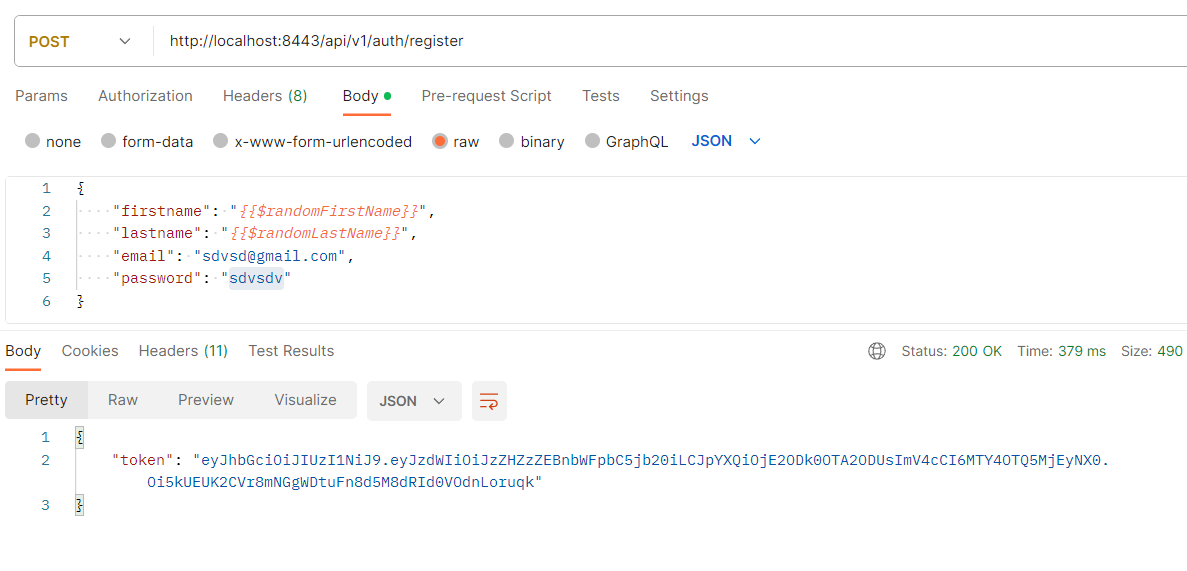 POST http://localhost:8443/api/v1/auth/register
Params Authorization Headers (8) Body Pre-request Script Tests Settings
none form-data x-www-form-urlencoded raw binary GraphQL JSON
1 {
2 "firstname": "{{$randomFirstName}}",
3 "lastname": "{{$randomLastName}}",
4 "email": "sdvsd@gmail.com",
5 "password": "sdvsdv"
6 }
Body Cookies Headers (11) Test Results Status: 200 OK Time: 379 ms Size: 490
Pretty Raw Preview Visualize JSON
1 {
2 "token": "eyJhbGciOiJIUzI1NiJ9.eyJzdWIiOiJzZHZzZEBnbWFpbC5jb20iLCJpYXQiOjE2ODk0OTA2ODUsImV4cCI6MTY4OTQ5MjEyNX0.
Oi5kUEUK2CVr8mNGgWDtuFn8d5M8dRId0VOdnLoruqk"
3 }